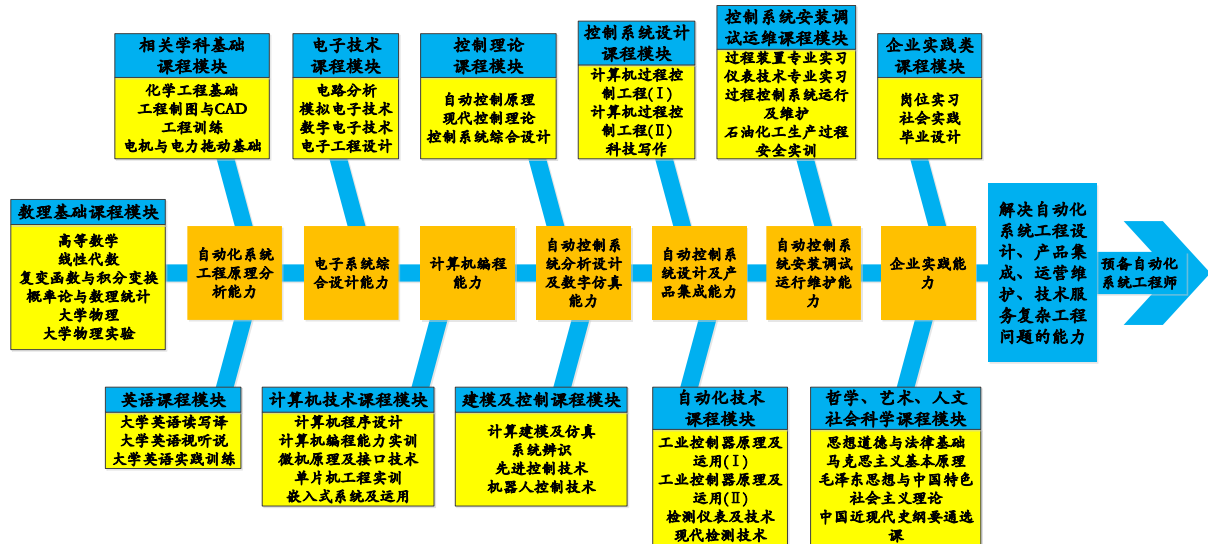 相关学科基础
课程模块
化学工程基础
工程制图与CAD
工程训练
电机与电力拖动基础
电子技术
课程模块
电路分析
模拟电子技术
数字电子技术
电子工程设计
控制理论
课程模块
自动控制原理
现代控制理论
控制系统综合设计
控制系统设计
课程模块
计算机过程控
制工程(Ⅰ)
计算机过程控
制工程(Ⅱ)
科技写作
控制系统安装调
试运维课程模块
过程装置专业实习
仪表技术专业实习
过程控制系统运行
及维护
石油化工生产过程
安全实训
企业实践类
课程模块
岗位实习
社会实践
毕业设计
数理基础课程模块
高等数学
线性代数
复变函数与积分变换
概率论与数理统计
大学物理
大学物理实验
自动化系统
工程原理分
析能力
电子系统综
合设计能力
计算机编程
能力
自动控制系
统分析设计
及数字仿真
能力
自动控制系
统设计及产
品集成能力
自动控制系
统安装调试
运行维护能
力
企业实践能
力
解决自动化
系统工程设
计、产品集
成、运营维
护、技术服
务复杂工程
问题的能力
预备自动化
系统工程师
英语课程模块
大学英语读写译
大学英语视听说
大学英语实践训练
计算机技术课程模块
计算机程序设计
计算机编程能力实训
微机原理及接口技术
单片机工程实训
嵌入式系统及运用
建模及控制课程模块
计算建模及仿真
系统辨识
先进控制技术
机器人控制技术
自动化技术
课程模块
工业控制器原理及
运用(Ⅰ)
工业控制器原理及
运用(Ⅱ)
检测仪表及技术
现代检测技术
哲学、艺术、人文
社会科学课程模块
思想道德与法律基础
马克思主义基本原理
毛泽东思想与中国特色
社会主义理论
中国近现代史纲要通选
课